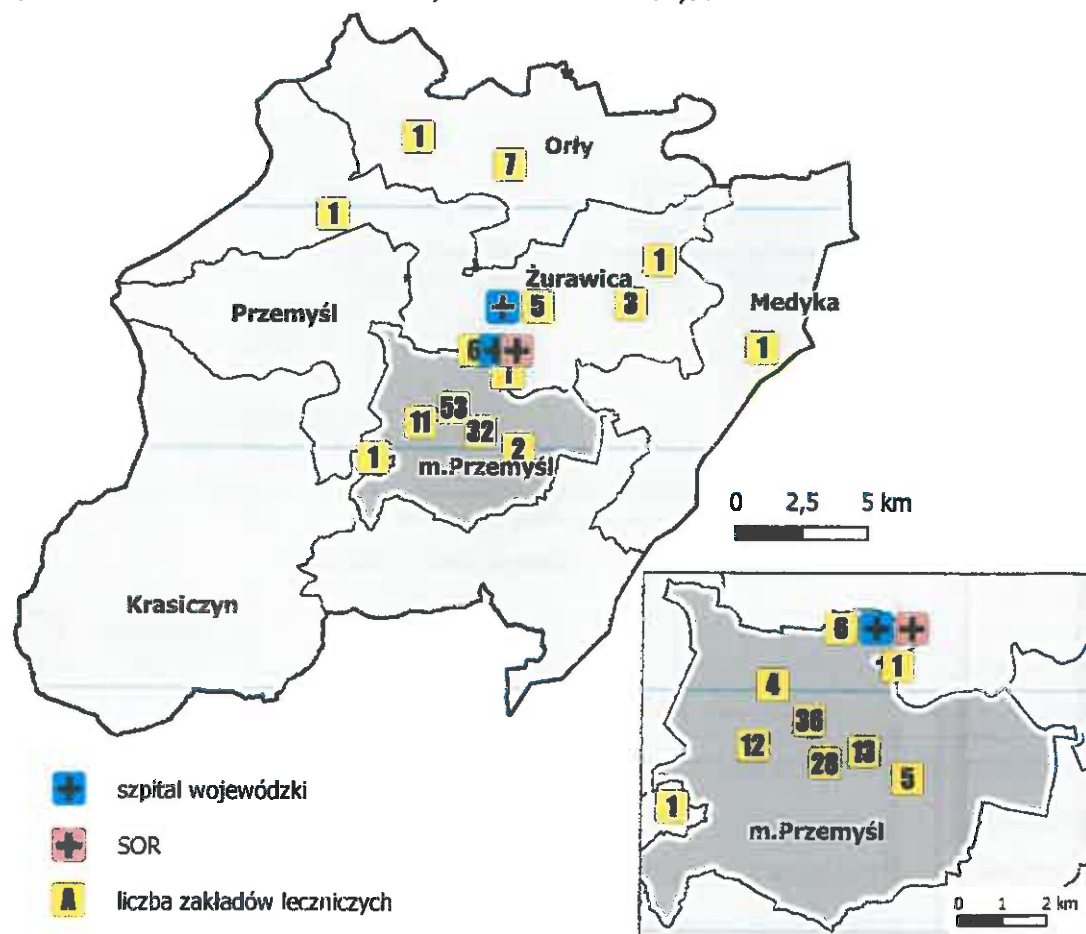 1
7
Orły
1
1
Żurawica
5
3
Medyka
Przemyśl
6
1
1
53
11
32
2
1
m.Przemyśl
0 2,5 5 km
Krasiczyn
6
1
4
36
12
28
13
5
1
m.Przemyśl
0 1 2 km
szpital wojewódzki
SOR
A liczba zakładów leczniczych